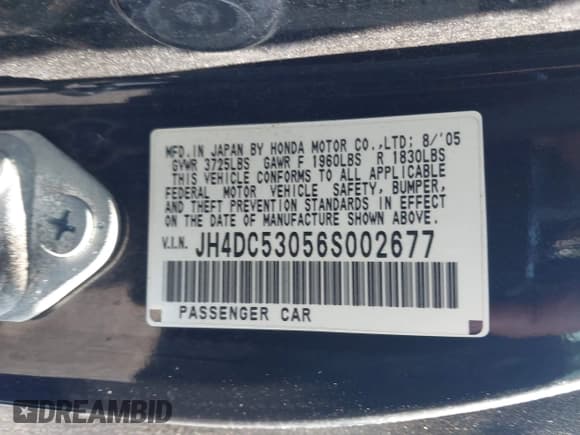 MFD.IN JAPAN BY HONDA MOTOR CO.,LTD; 8/'05
GVWR 3725LBS GAWR F 1960LBS R 1830LBS
THIS VEHICLE CONFORMS TO ALL APPLICABLE
FEDERAL MOTOR VEHICLE SAFETY, BUMPER,
AND THEFT PREVENTION STANDARDS IN EFFECT
ON THE DATE OF MANUFACTURE SHOWN ABOVE.
V.I.N. JH4DC53056S002677
PASSENGER CAR
DREAMBID